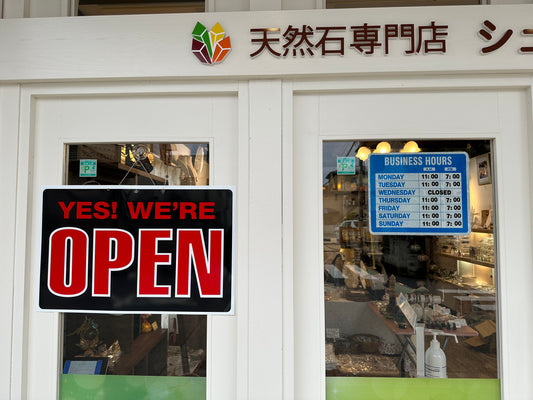 天然石専門店 シ
YES! WE'RE
OPEN
BUSINESS HOURS
A.M. P.M.
MONDAY 11:00 7:00
TUESDAY 11:00 7:00
WEDNESDAY CLOSED
THURSDAY 11:00 7:00
FRIDAY 11:00 7:00
SATURDAY 11:00 7:00
SUNDAY 11:00 7:00